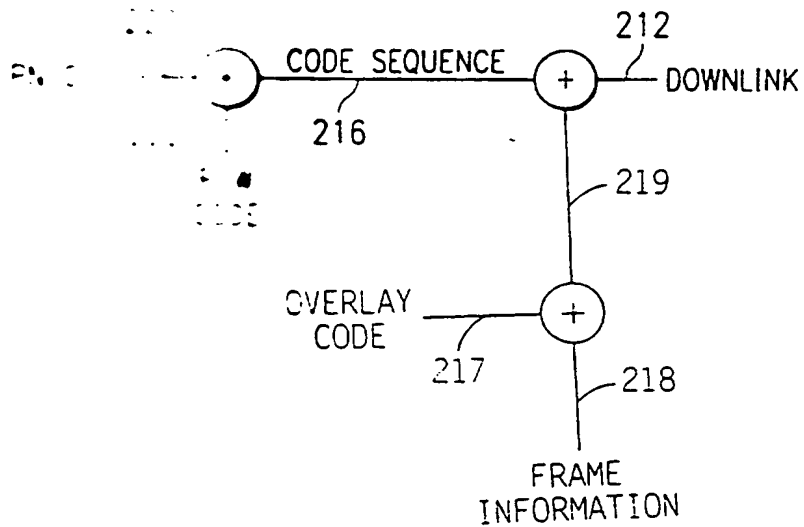 212
CODE SEQUENCE
+
DOWNLINK
216
219
OVERLAY
CODE
+
217
218
FRAME
INFORMATION